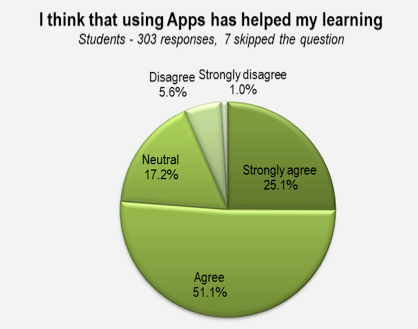 I think that using Apps has helped my learning
Students - 303 responses, 7 skipped the question
Disagree
5.6%
Strongly disagree
1.0%
Neutral
17.2%
Strongly agree
25.1%
Agree
51.1%